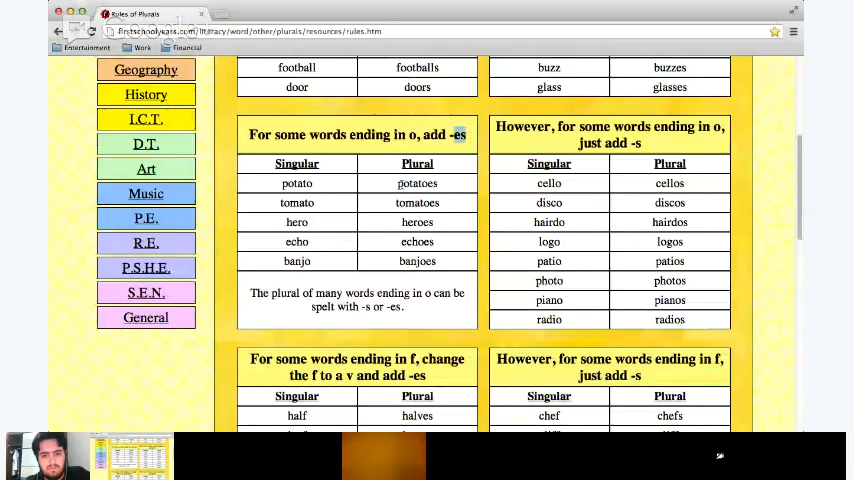 Rules of Plurals
Google
firstschoolyears.com/literacy/word/other/plurals/resources/rules.htm
Entertainment Work Financial
Geography
History
I.C.T.
D.T.
Art
Music
P.E.
R.E.
P.S.H.E.
S.E.N.
General
football footballs
door doors
buzz buzzes
glass glasses
For some words ending in o, add -es
Singular Plural
potato potatoes
tomato tomatoes
hero heroes
echo echoes
banjo banjoes
The plural of many words ending in o can be
spelt with -s or -es.
However, for some words ending in o,
just add -s
Singular Plural
cello cellos
disco discos
hairdo hairdos
logo logos
patio patios
photo photos
piano pianos
radio radios
For some words ending in f, change
the f to a v and add -es
Singular Plural
half halves
However, for some words ending in f,
just add -s
Singular Plural
chef chefs